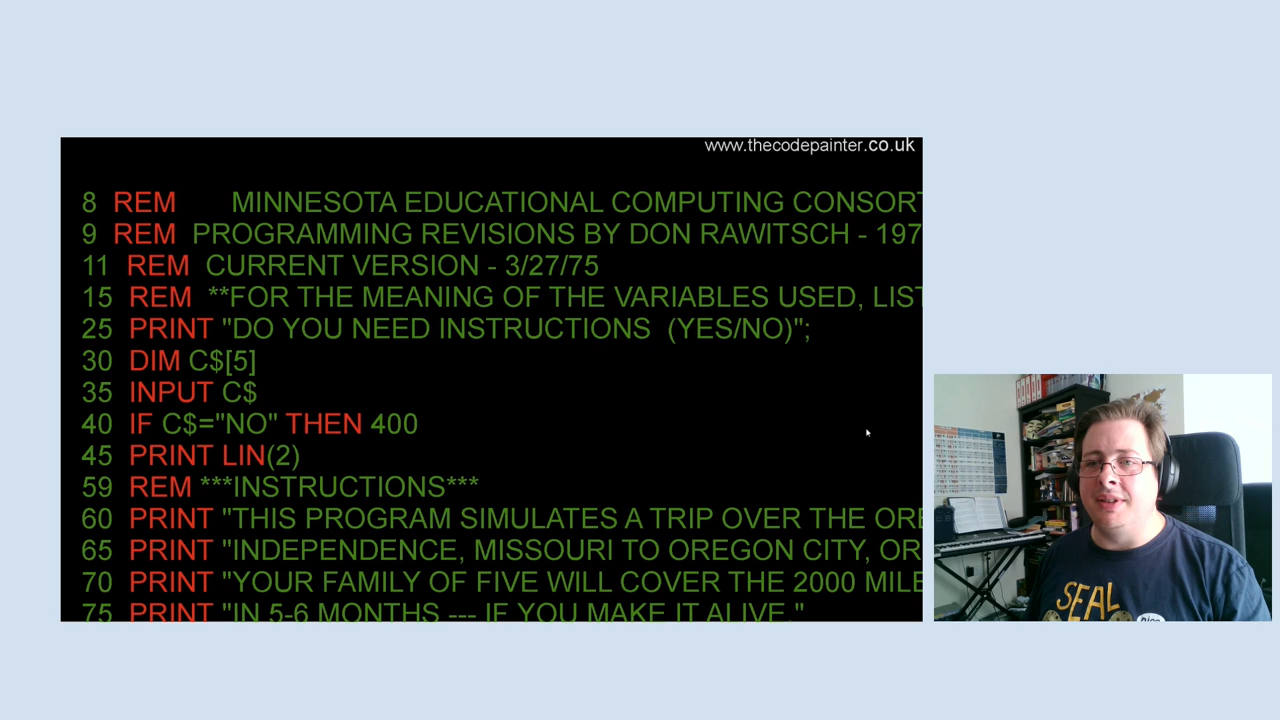 www.thecodepainter.co.uk
8 REM MINNESOTA EDUCATIONAL COMPUTING CONSORT
9 REM PROGRAMMING REVISIONS BY DON RAWITSCH - 197
11 REM CURRENT VERSION - 3/27/75
15 REM **FOR THE MEANING OF THE VARIABLES USED, LIST
25 PRINT "DO YOU NEED INSTRUCTIONS (YES/NO)";
30 DIM C$[5]
35 INPUT C$
40 IF C$="NO" THEN 400
45 PRINT LIN(2)
59 REM ***INSTRUCTIONS***
60 PRINT "THIS PROGRAM SIMULATES A TRIP OVER THE ORE
65 PRINT "INDEPENDENCE, MISSOURI TO OREGON CITY, OR
70 PRINT "YOUR FAMILY OF FIVE WILL COVER THE 2000 MILE
75 PRINT "IN 5-6 MONTHS --- IF YOU MAKE IT ALIVE."
SEAL